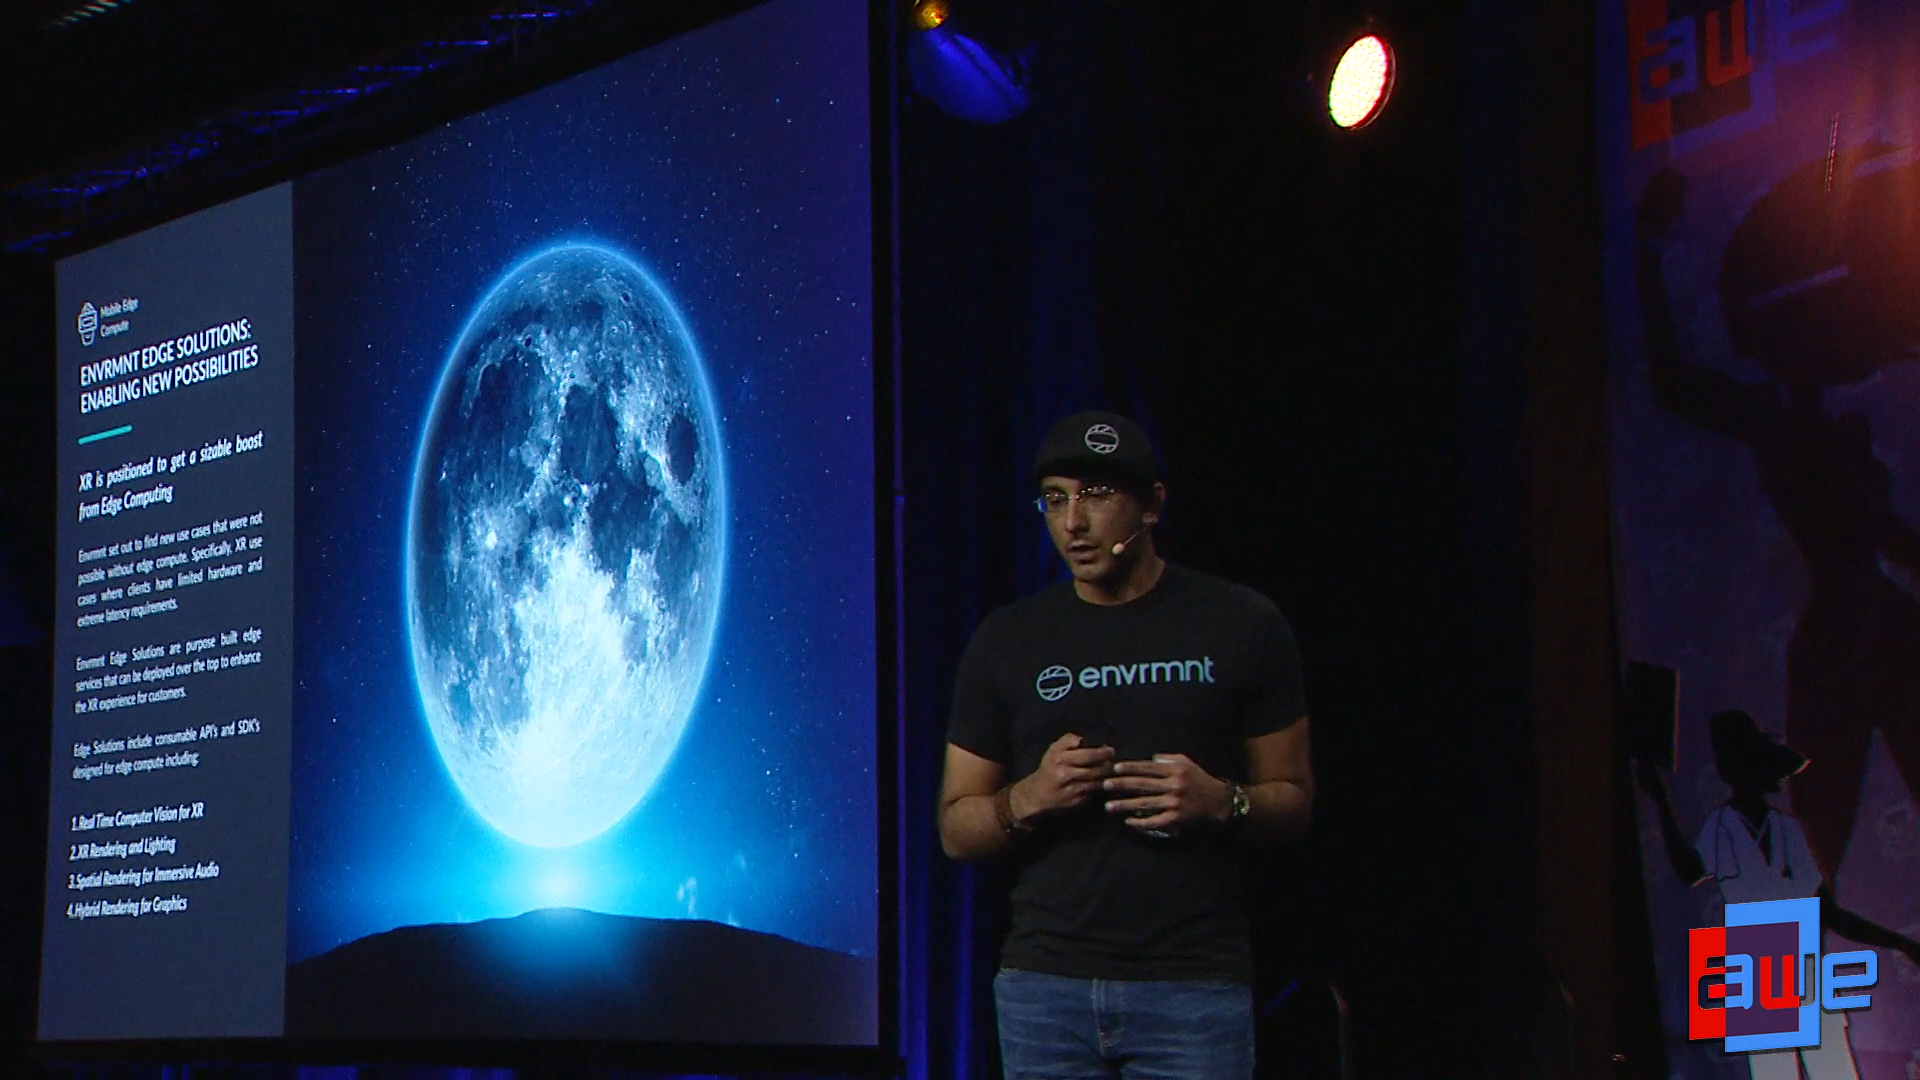 Mobile Edge
Compute
ENVRMNT EDGE SOLUTIONS:
ENABLING NEW POSSIBILITIES
XR is positioned to get a sizable boost
from Edge Computing
Envrmnt set out to find new use cases that were not
possible without edge compute. Specifically, XR use
cases where clients have limited hardware and
extreme latency requirements.
Envrmnt Edge Solutions are purpose built edge
services that can be deployed over the top to enhance
the XR experience for customers.
Edge Solutions include consumable API's and SDK's
designed for edge compute including:
1.Real Time Computer Vision for XR
2.XR Rendering and Lighting
3.Spatial Rendering for Immersive Audio
4.Hybrid Rendering for Graphics
envrmnt
awe
awe